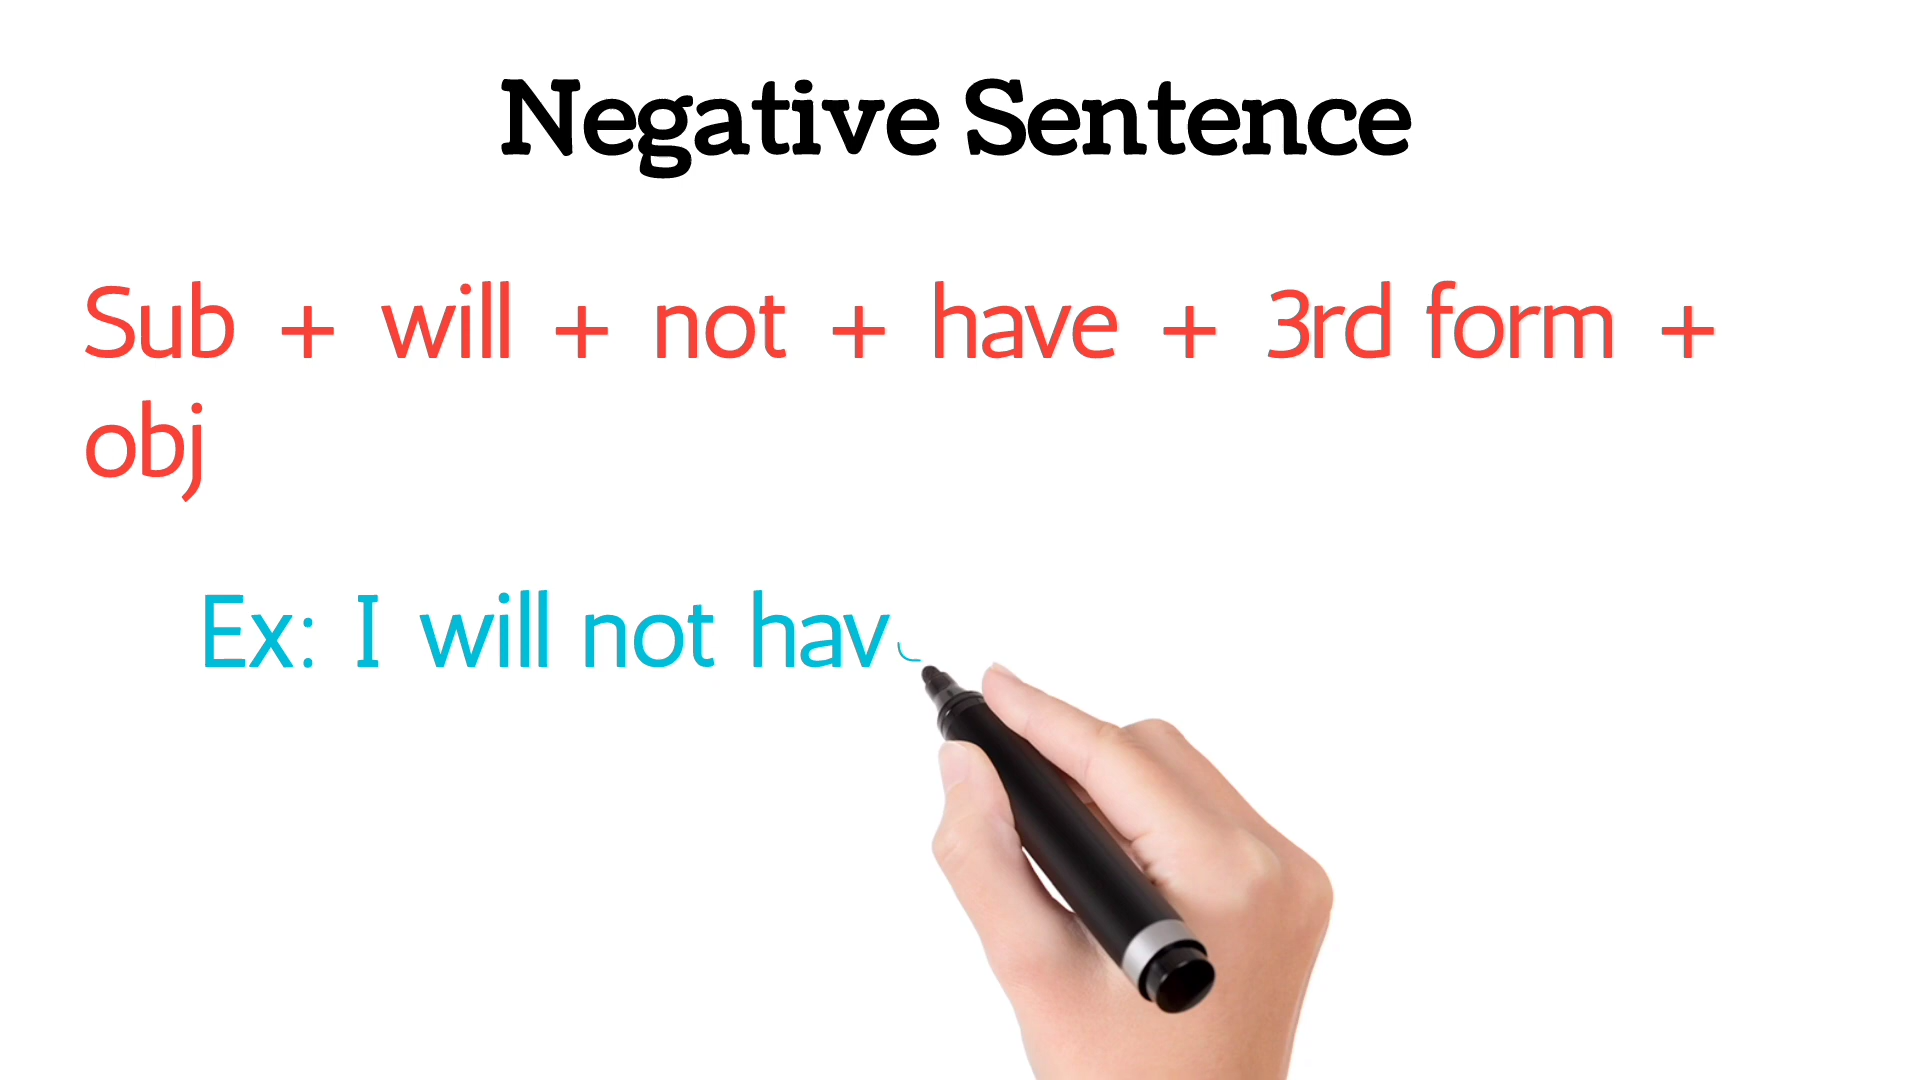 Negative Sentence
Sub + will + not + have + 3rd form +
obj
Ex: I will not hav